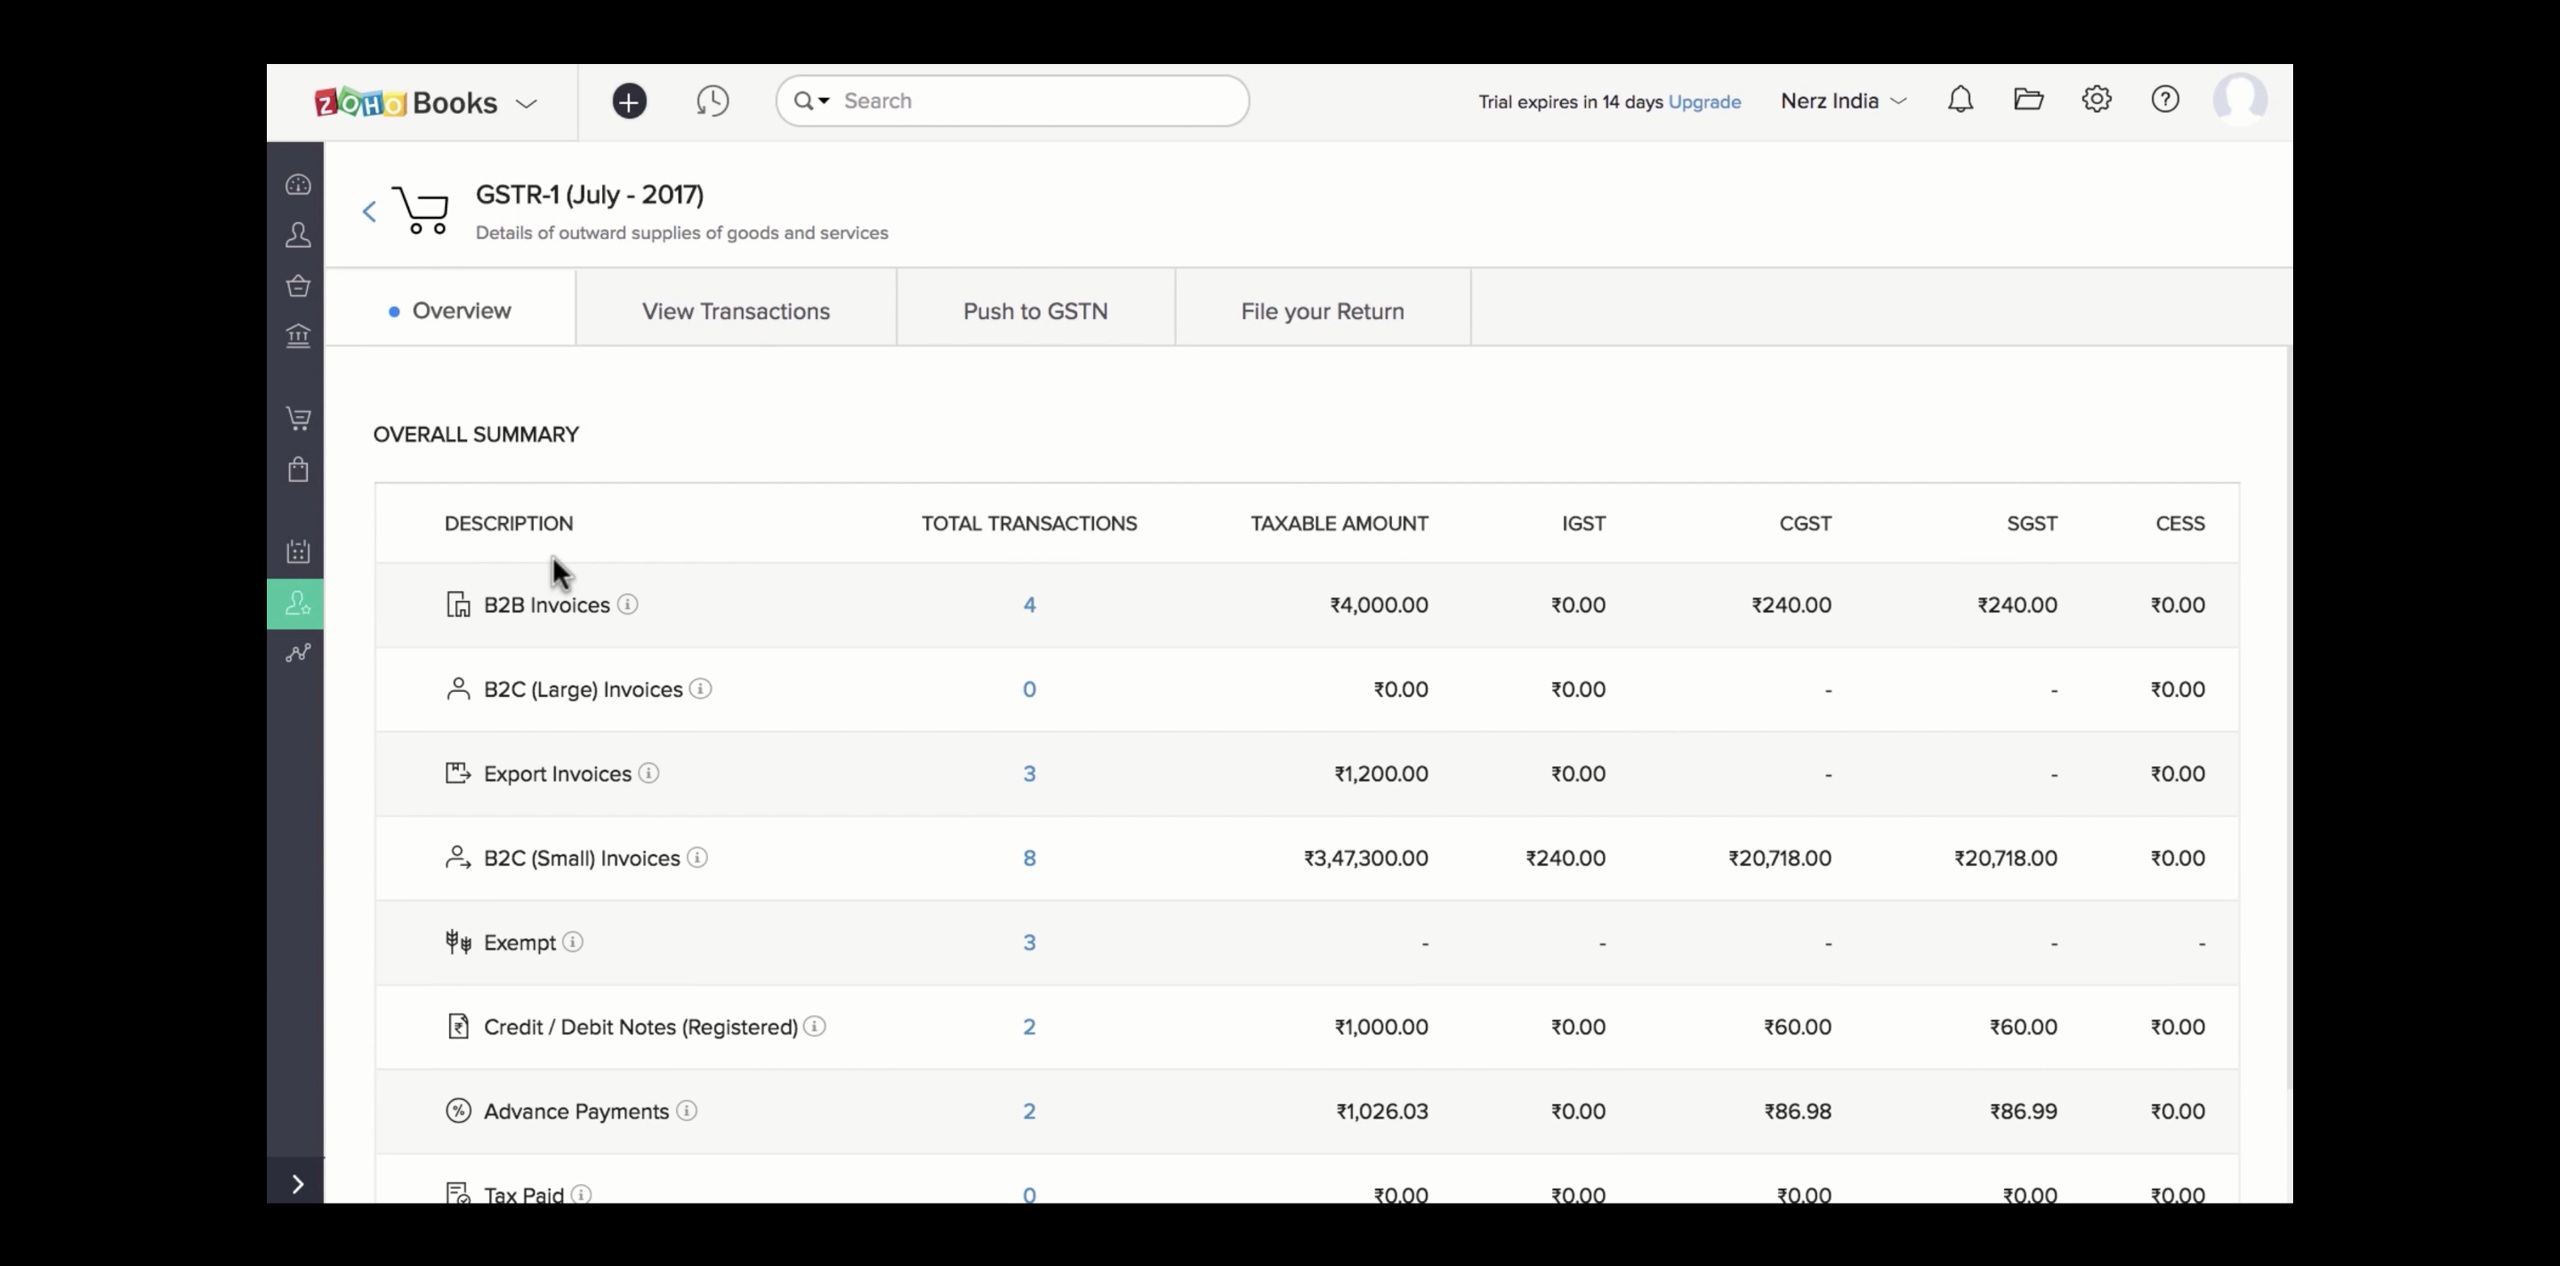 ZOHO Books
Search
Trial expires in 14 days Upgrade
Nerz India
GSTR-1 (July - 2017)
Details of outward supplies of goods and services
Overview View Transactions Push to GSTN File your Return
OVERALL SUMMARY
DESCRIPTION TOTAL TRANSACTIONS TAXABLE AMOUNT IGST CGST SGST CESS
B2B Invoices 4 ₹4,000.00 ₹0.00 ₹240.00 ₹240.00 ₹0.00
B2C (Large) Invoices 0 ₹0.00 ₹0.00 - - ₹0.00
Export Invoices 3 ₹1,200.00 ₹0.00 - - ₹0.00
B2C (Small) Invoices 8 ₹3,47,300.00 ₹240.00 ₹20,718.00 ₹20,718.00 ₹0.00
Exempt 3 - - - - -
Credit / Debit Notes (Registered) 2 ₹1,000.00 ₹0.00 ₹60.00 ₹60.00 ₹0.00
Advance Payments 2 ₹1,026.03 ₹0.00 ₹86.98 ₹86.99 ₹0.00
Tax Paid 0 ₹0.00 ₹0.00 ₹0.00 ₹0.00 ₹0.00